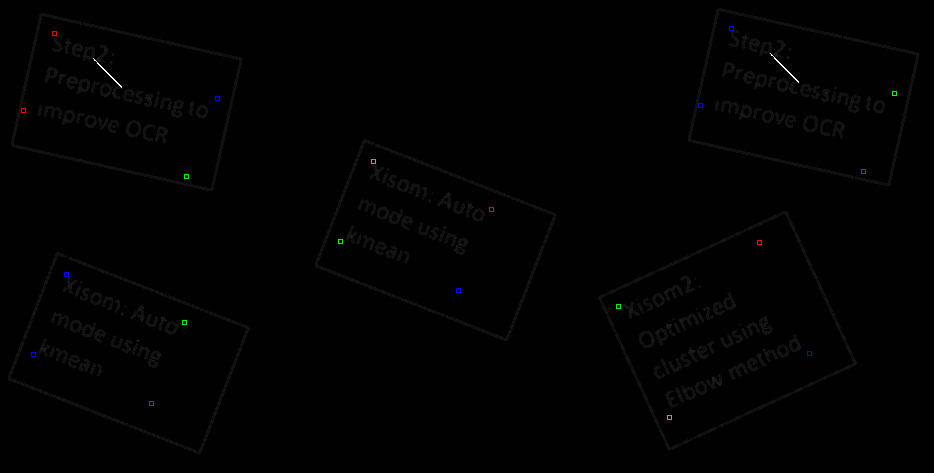 Step2:
Preprocessing to
improve OCR
Step2:
Preprocessing to
improve OCR
Xisom: Auto
mode using
kmean
Xisom: Auto
mode using
kmean
Xisom2:
Optimized
cluster using
Elbow method